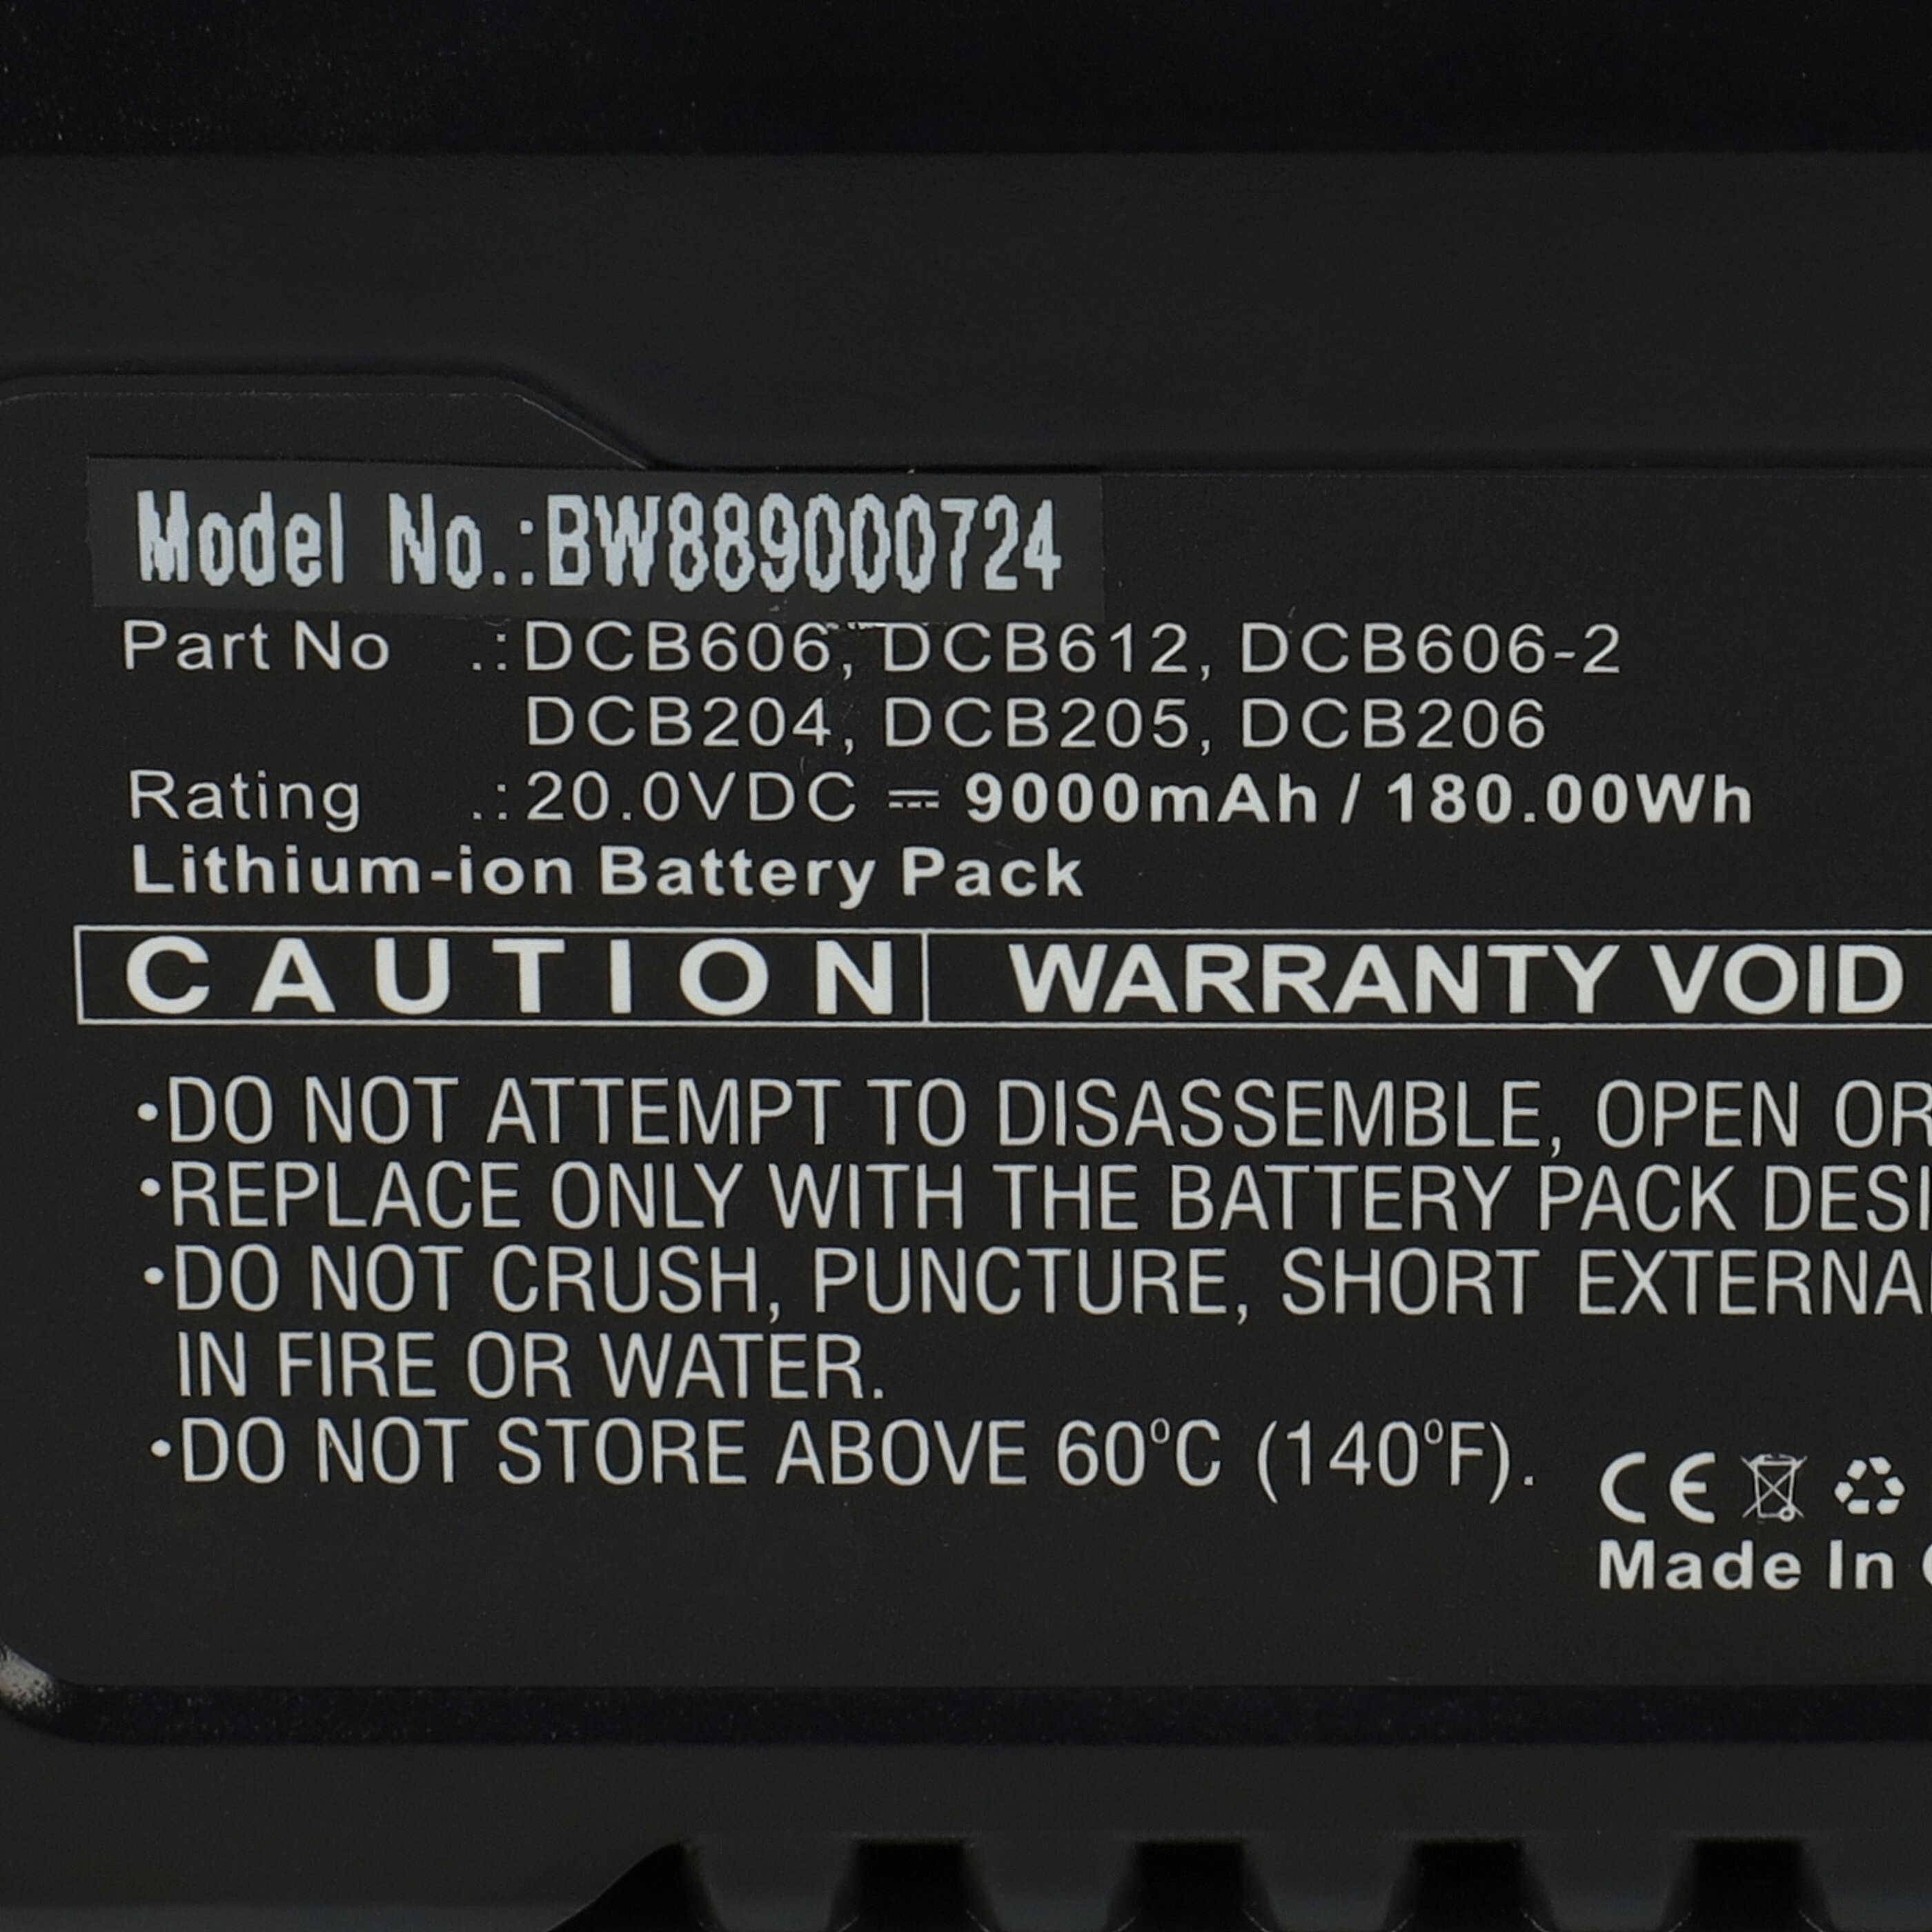 Model No.:BW889000724
Part No .:DCB606, DCB612, DCB606-2
DCB204, DCB205, DCB206
Rating .:20.0VDC ⎓ 9000mAh / 180.00Wh
Lithium-ion Battery Pack
CAUTION WARRANTY VOID
•DO NOT ATTEMPT TO DISASSEMBLE, OPEN OR
•REPLACE ONLY WITH THE BATTERY PACK DESI
•DO NOT CRUSH, PUNCTURE, SHORT EXTERNA
IN FIRE OR WATER.
•DO NOT STORE ABOVE 60°C (140°F).
CE
Made In